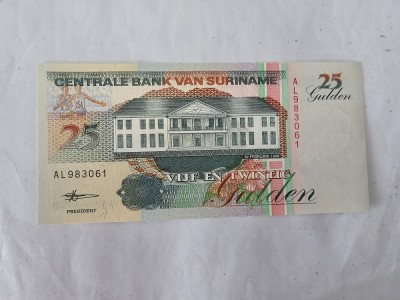 CENTRALE BANK VAN SURINAME
25
Gulden
AL983061
25
AL983061
VIJF EN TWINTIG
Gulden
PRESIDENT